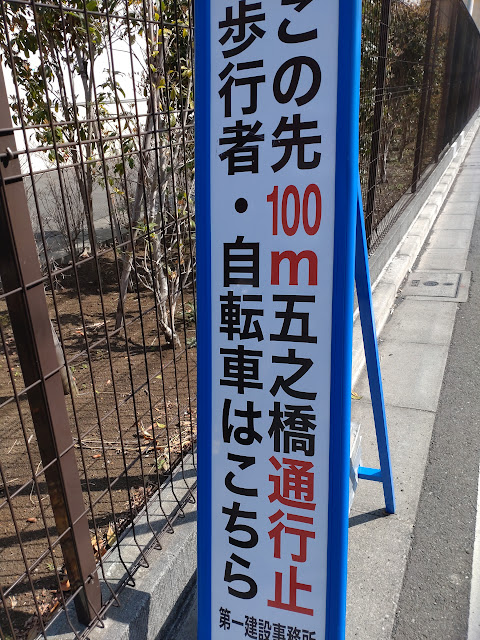 この先100m五之橋通行止
歩行者・自転車はこちら
第一建設事務所